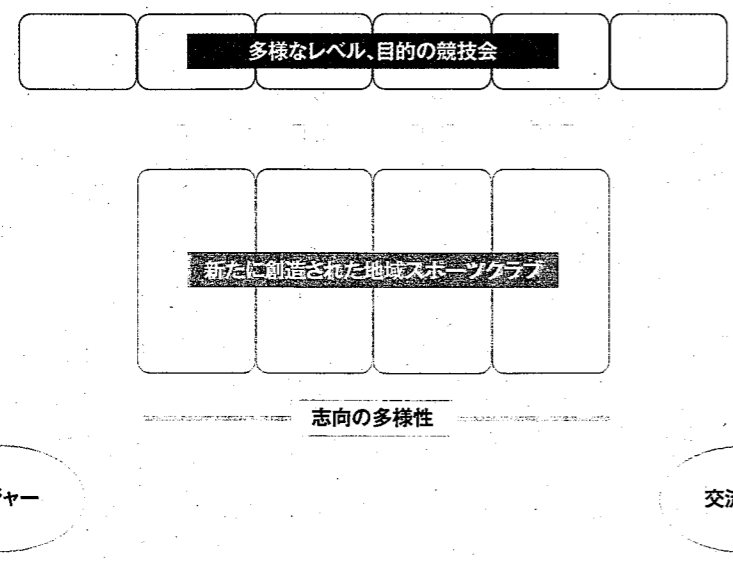 多様なレベル、目的の競技会
新たに創造された地域スポーツクラブ
志向の多様性
ャー
交流